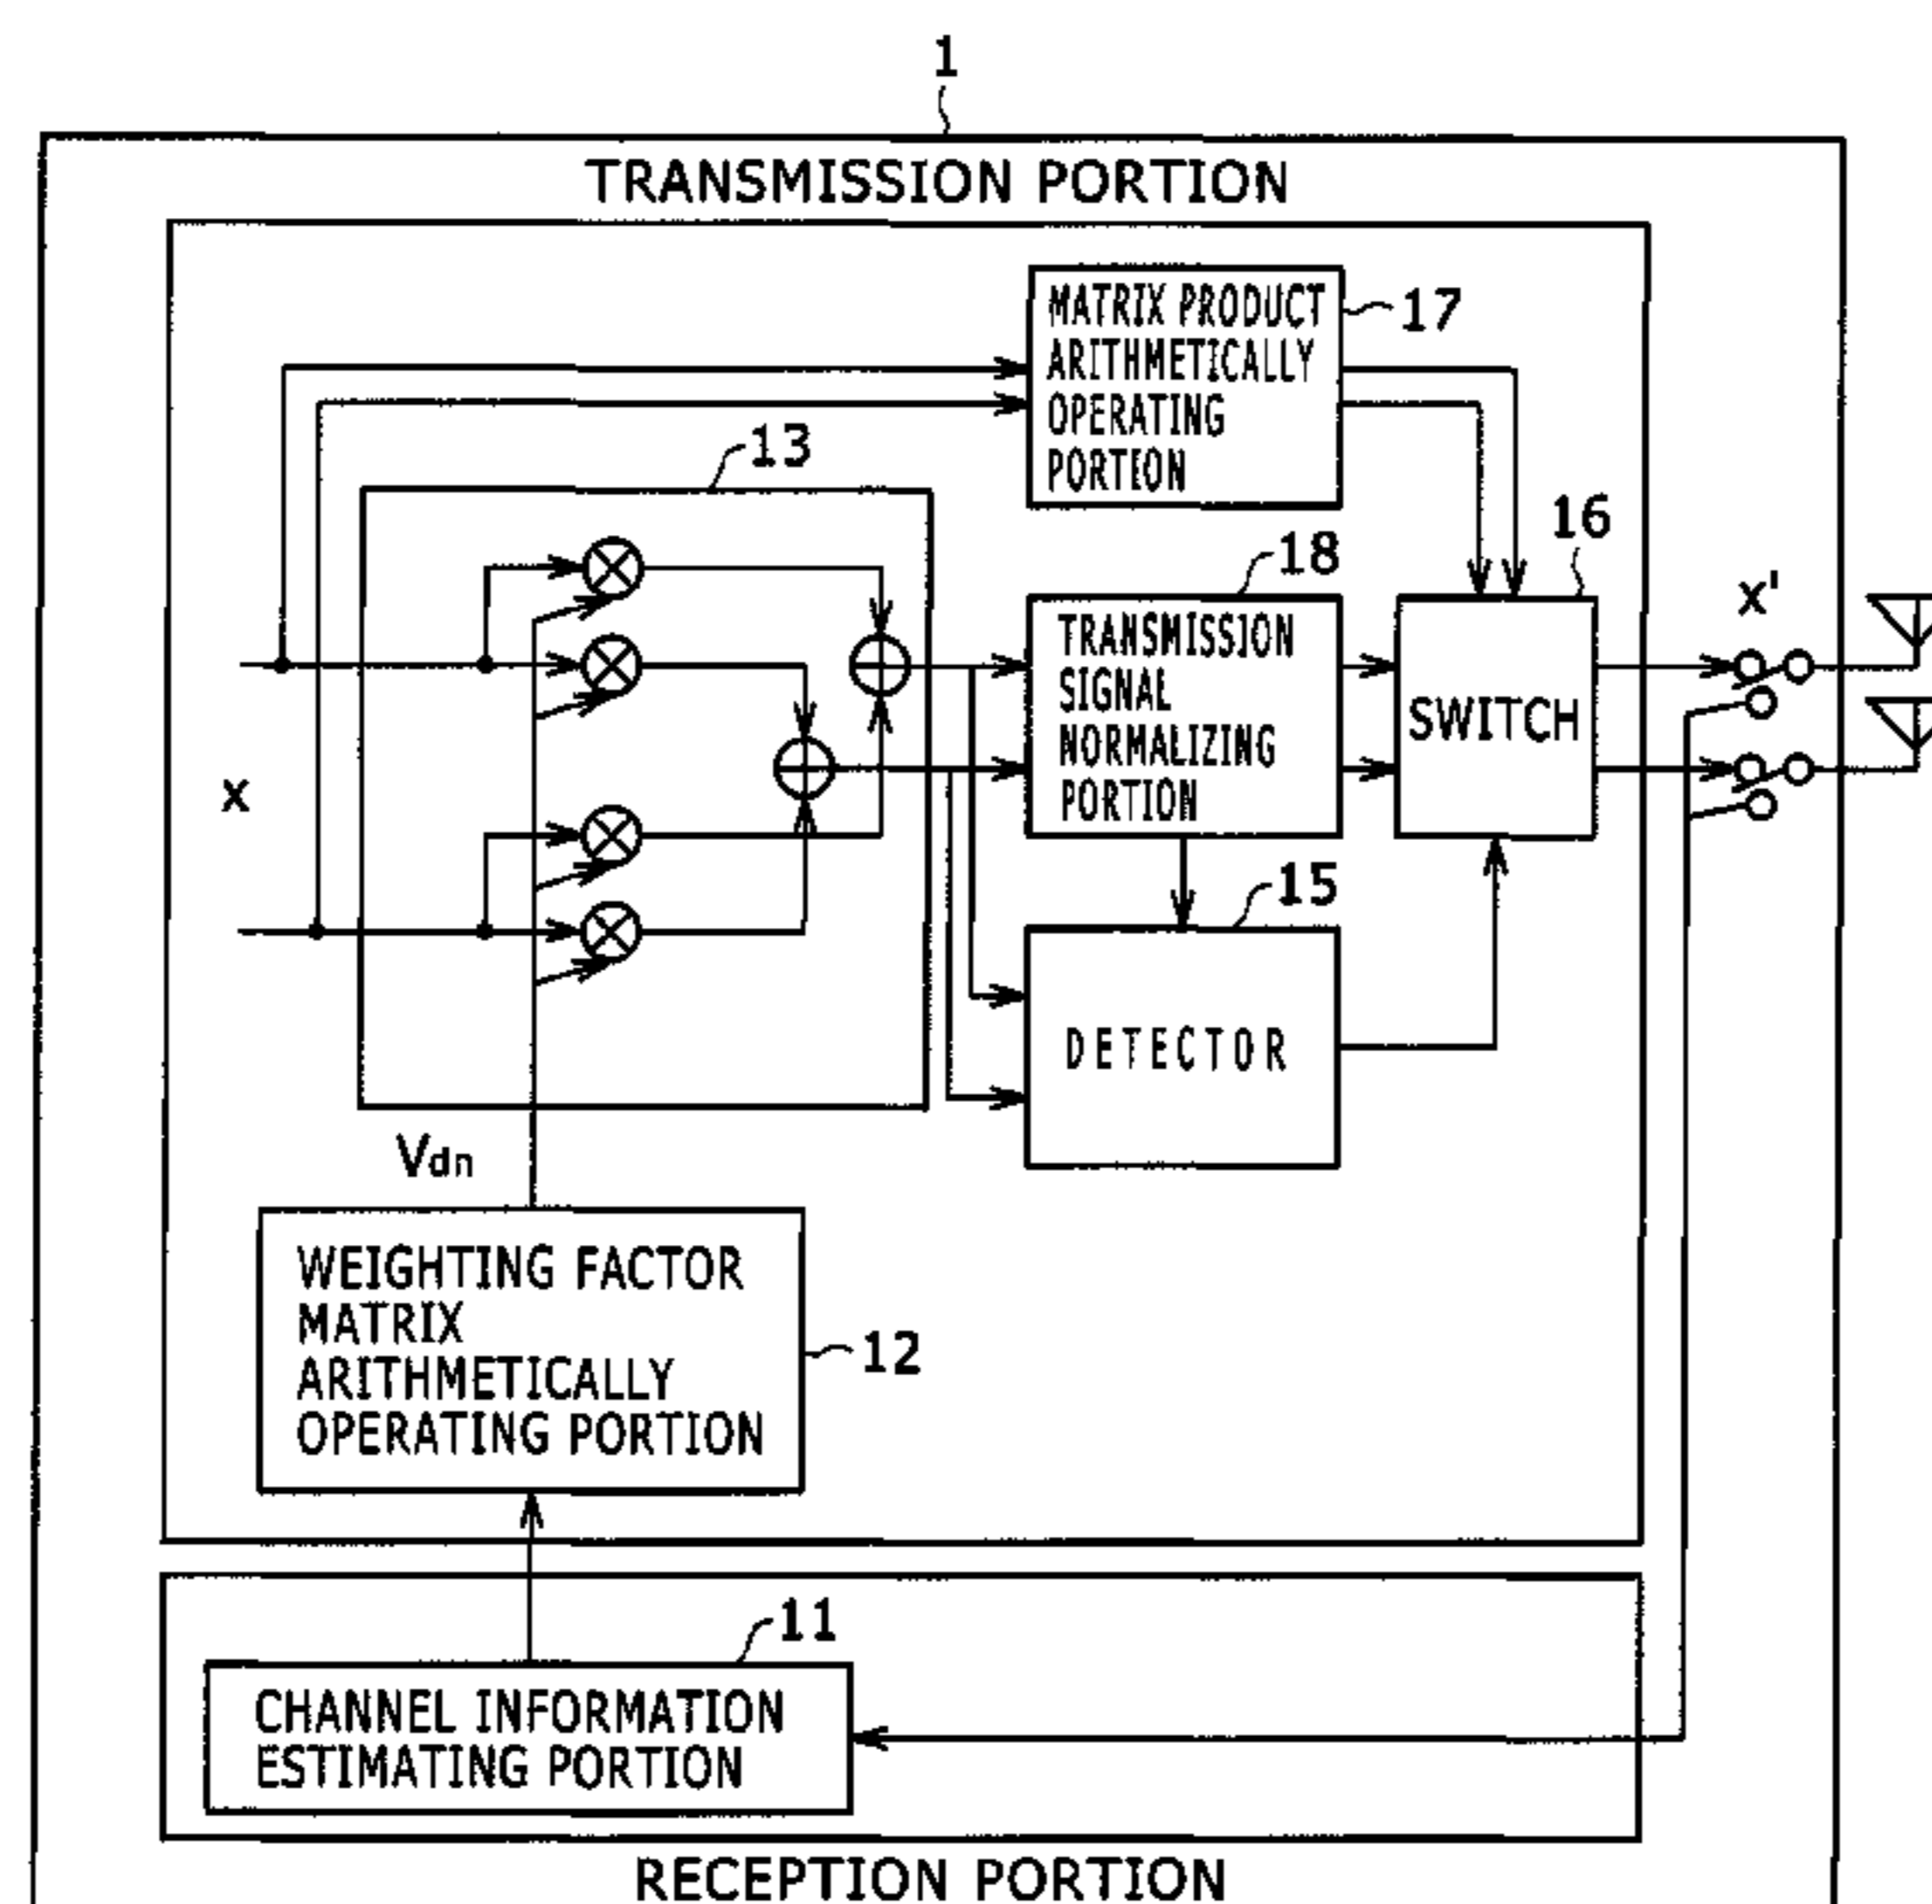 1
TRANSMISSION PORTION
MATRIX PRODUCT
ARITHMETICALLY
OPERATING
PORTION
17
13
16
18
x'
TRANSMISSION
SIGNAL
NORMALIZING
PORTION
SWITCH
x
15
DETECTOR
Vdn
WEIGHTING FACTOR
MATRIX
ARITHMETICALLY
OPERATING PORTION
12
11
CHANNEL INFORMATION
ESTIMATING PORTION
RECEPTION PORTION